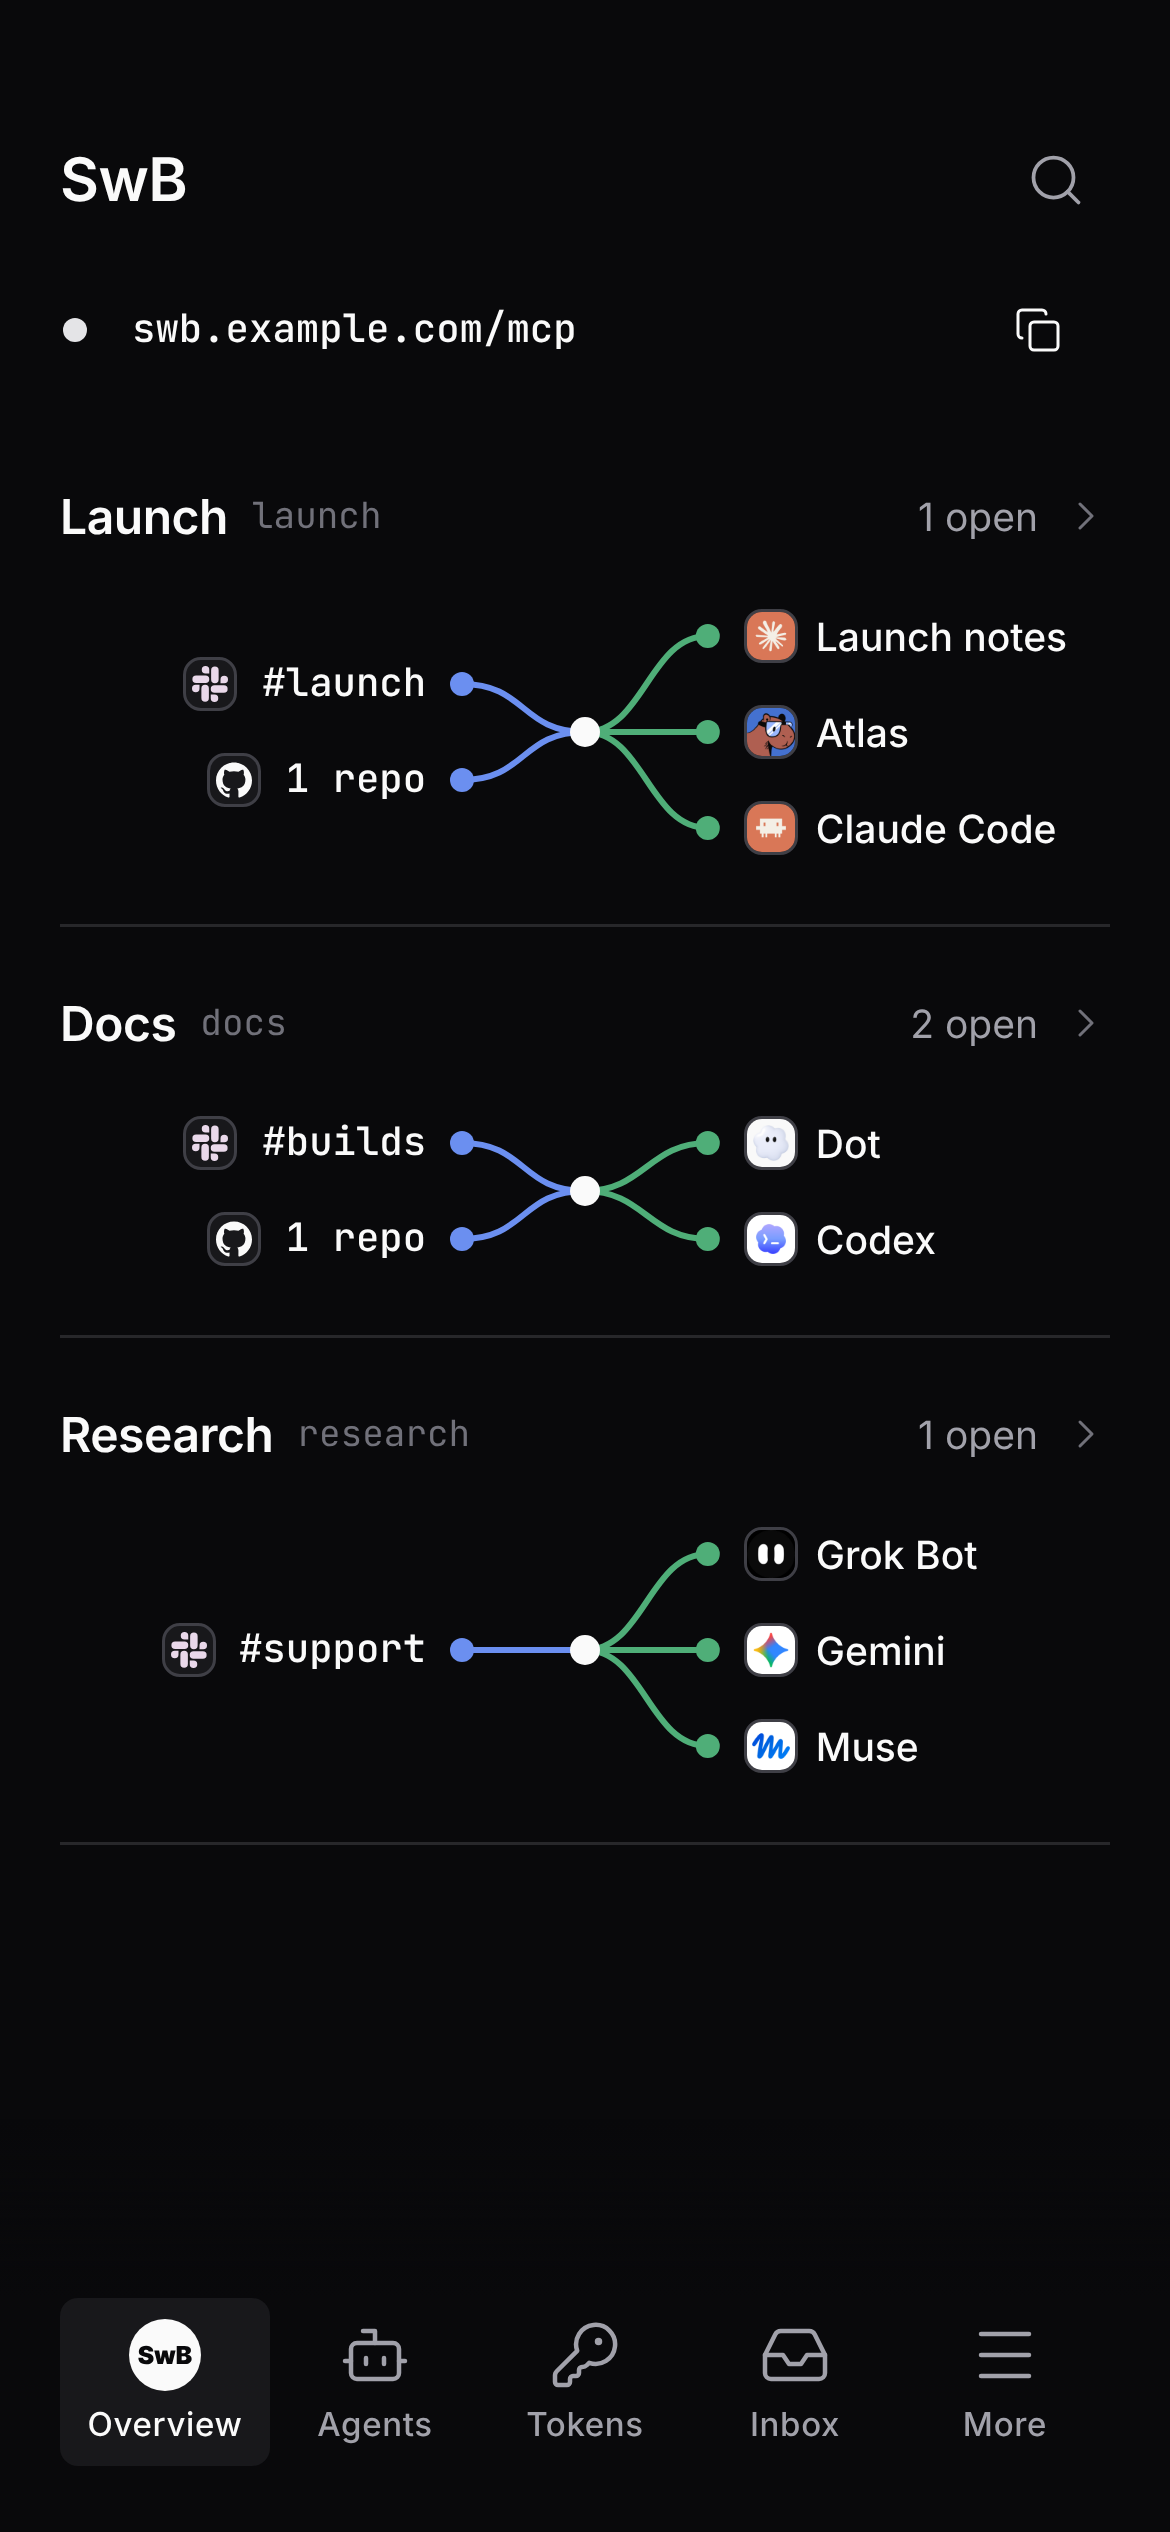 SwB
swb.example.com/mcp
Launch launch 1 open
Launch notes
#launch
Atlas
1 repo
Claude Code
Docs docs 2 open
#builds Dot
1 repo Codex
Research research 1 open
Grok Bot
#support Gemini
Muse
SwB
Overview Agents Tokens Inbox More